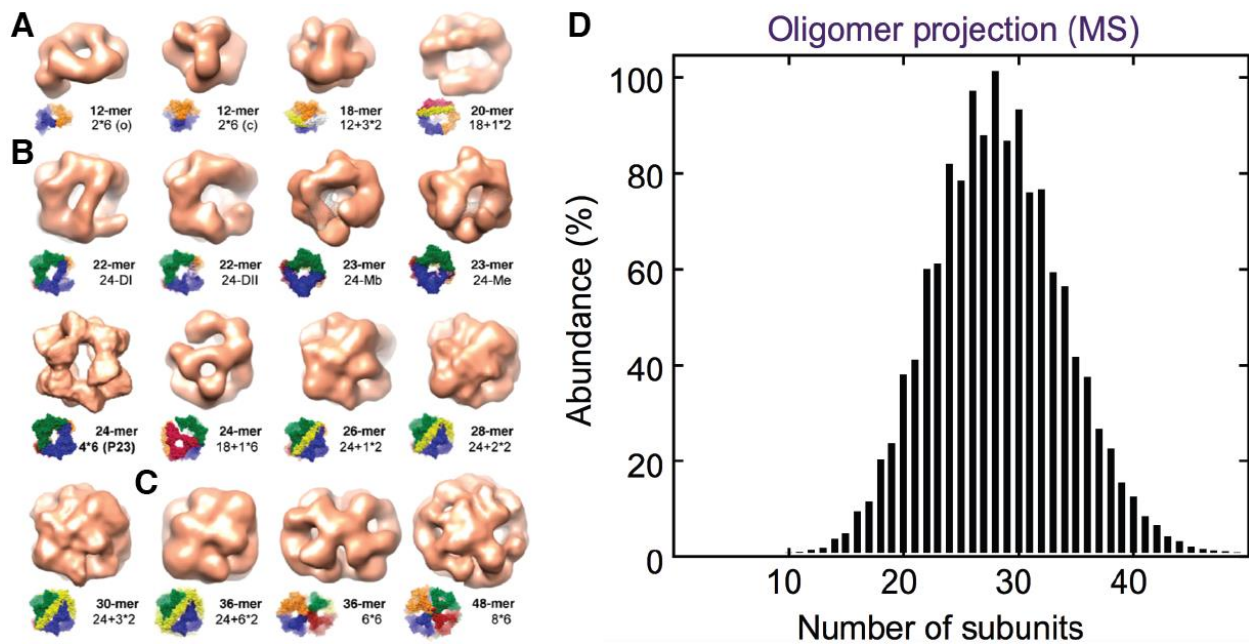 A
12-mer
2*6 (o)
12-mer
2*6 (c)
18-mer
12+3*2
20-mer
18+1*2
B
22-mer
24-DI
22-mer
24-DII
23-mer
24-Mb
23-mer
24-Me
24-mer
4*6 (P23)
24-mer
18+1*6
26-mer
24+1*2
28-mer
24+2*2
C
30-mer
24+3*2
36-mer
24+6*2
36-mer
6*6
48-mer
8*6
D
Oligomer projection (MS)
Abundance (%)
100
80
60
40
20
0
10 20 30 40
Number of subunits